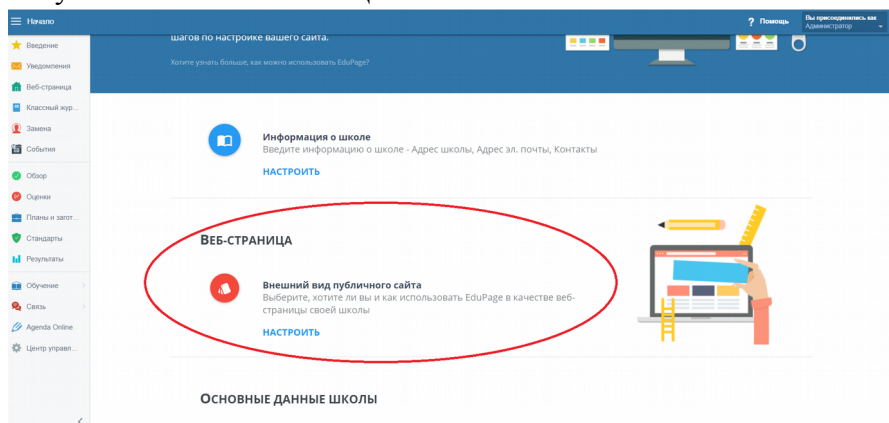 Начало
? Помощь
Вы присоединились как
Администратор
Введение
Уведомления
Веб-страница
Классный жур...
Замена
События
Обзор
Оценки
Планы и загот...
Стандарты
Результаты
Обучение
Связь
Agenda Online
Центр управл...
шагов по настройке вашего сайта.
Хотите узнать больше, как можно использовать EduPage?
Информация о школе
Введите информацию о школе - Адрес школы, Адрес эл. почты, Контакты
НАСТРОИТЬ
ВЕБ-СТРАНИЦА
Внешний вид публичного сайта
Выберите, хотите ли вы и как использовать EduPage в качестве веб-
страницы своей школы
НАСТРОИТЬ
ОСНОВНЫЕ ДАННЫЕ ШКОЛЫ